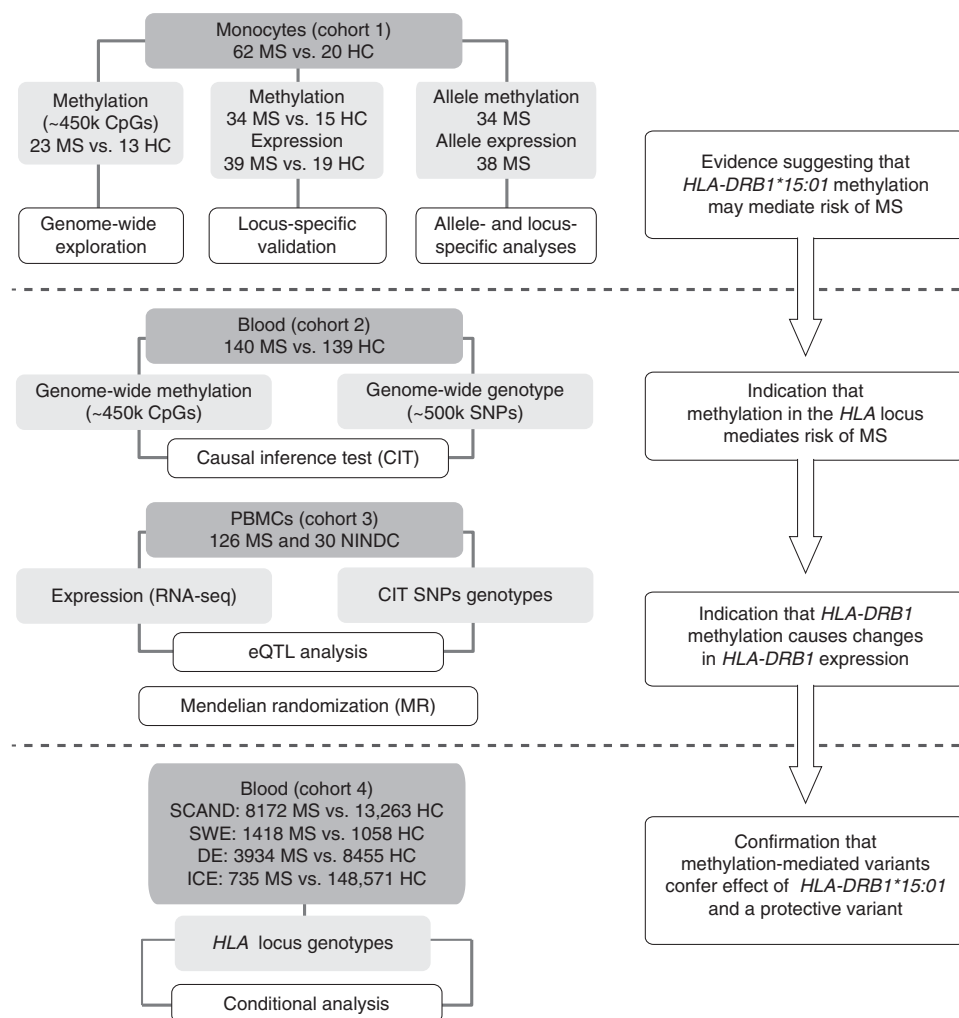 Monocytes (cohort 1)
62 MS vs. 20 HC
Methylation
(~450k CpGs)
23 MS vs. 13 HC
Methylation
34 MS vs. 15 HC
Expression
39 MS vs. 19 HC
Allele methylation
34 MS
Allele expression
38 MS
Genome-wide
exploration
Locus-specific
validation
Allele- and locus-
specific analyses
Evidence suggesting that
HLA-DRB1*15:01 methylation
may mediate risk of MS
Blood (cohort 2)
140 MS vs. 139 HC
Genome-wide methylation
(~450k CpGs)
Genome-wide genotype
(~500k SNPs)
Causal inference test (CIT)
Indication that
methylation in the HLA locus
mediates risk of MS
PBMCs (cohort 3)
126 MS and 30 NINDC
Expression (RNA-seq)
CIT SNPs genotypes
eQTL analysis
Mendelian randomization (MR)
Indication that HLA-DRB1
methylation causes changes
in HLA-DRB1 expression
Blood (cohort 4)
SCAND: 8172 MS vs. 13,263 HC
SWE: 1418 MS vs. 1058 HC
DE: 3934 MS vs. 8455 HC
ICE: 735 MS vs. 148,571 HC
HLA locus genotypes
Conditional analysis
Confirmation that
methylation-mediated variants
confer effect of HLA-DRB1*15:01
and a protective variant